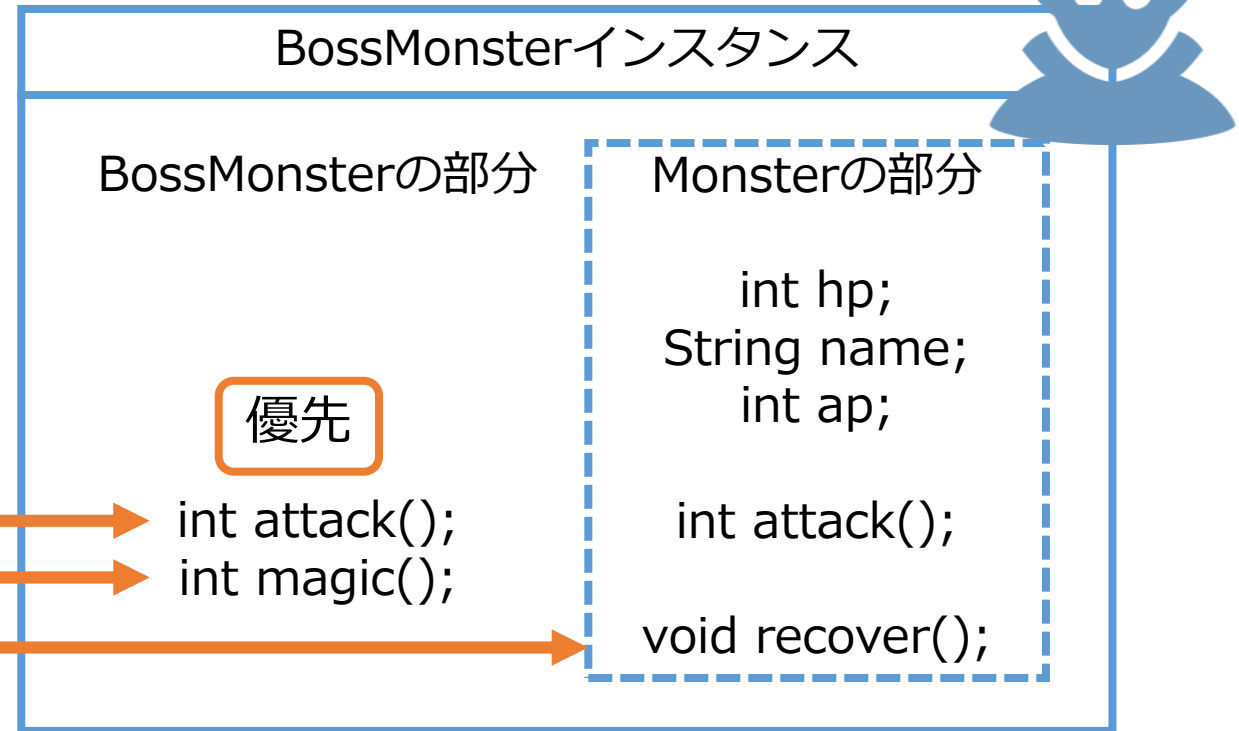 BossMonsterインスタンス
BossMonsterの部分
優先
int attack();
int magic();
Monsterの部分
int hp;
String name;
int ap;
int attack();
void recover();